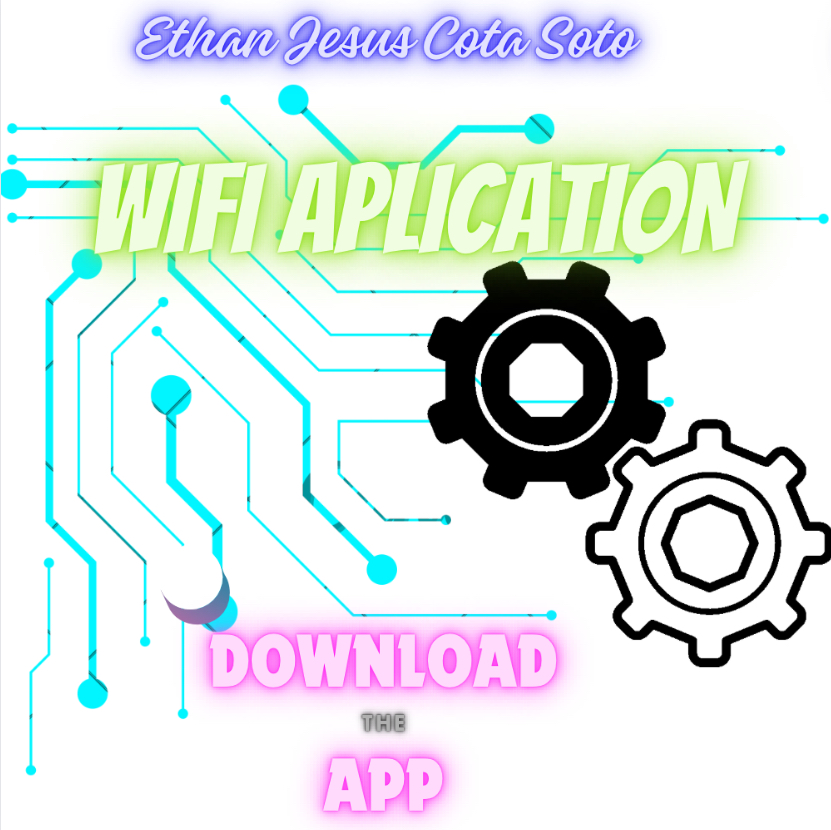 Ethan Jesus Cota Soto
WIFI APLICATION
DOWNLOAD
THE
APP